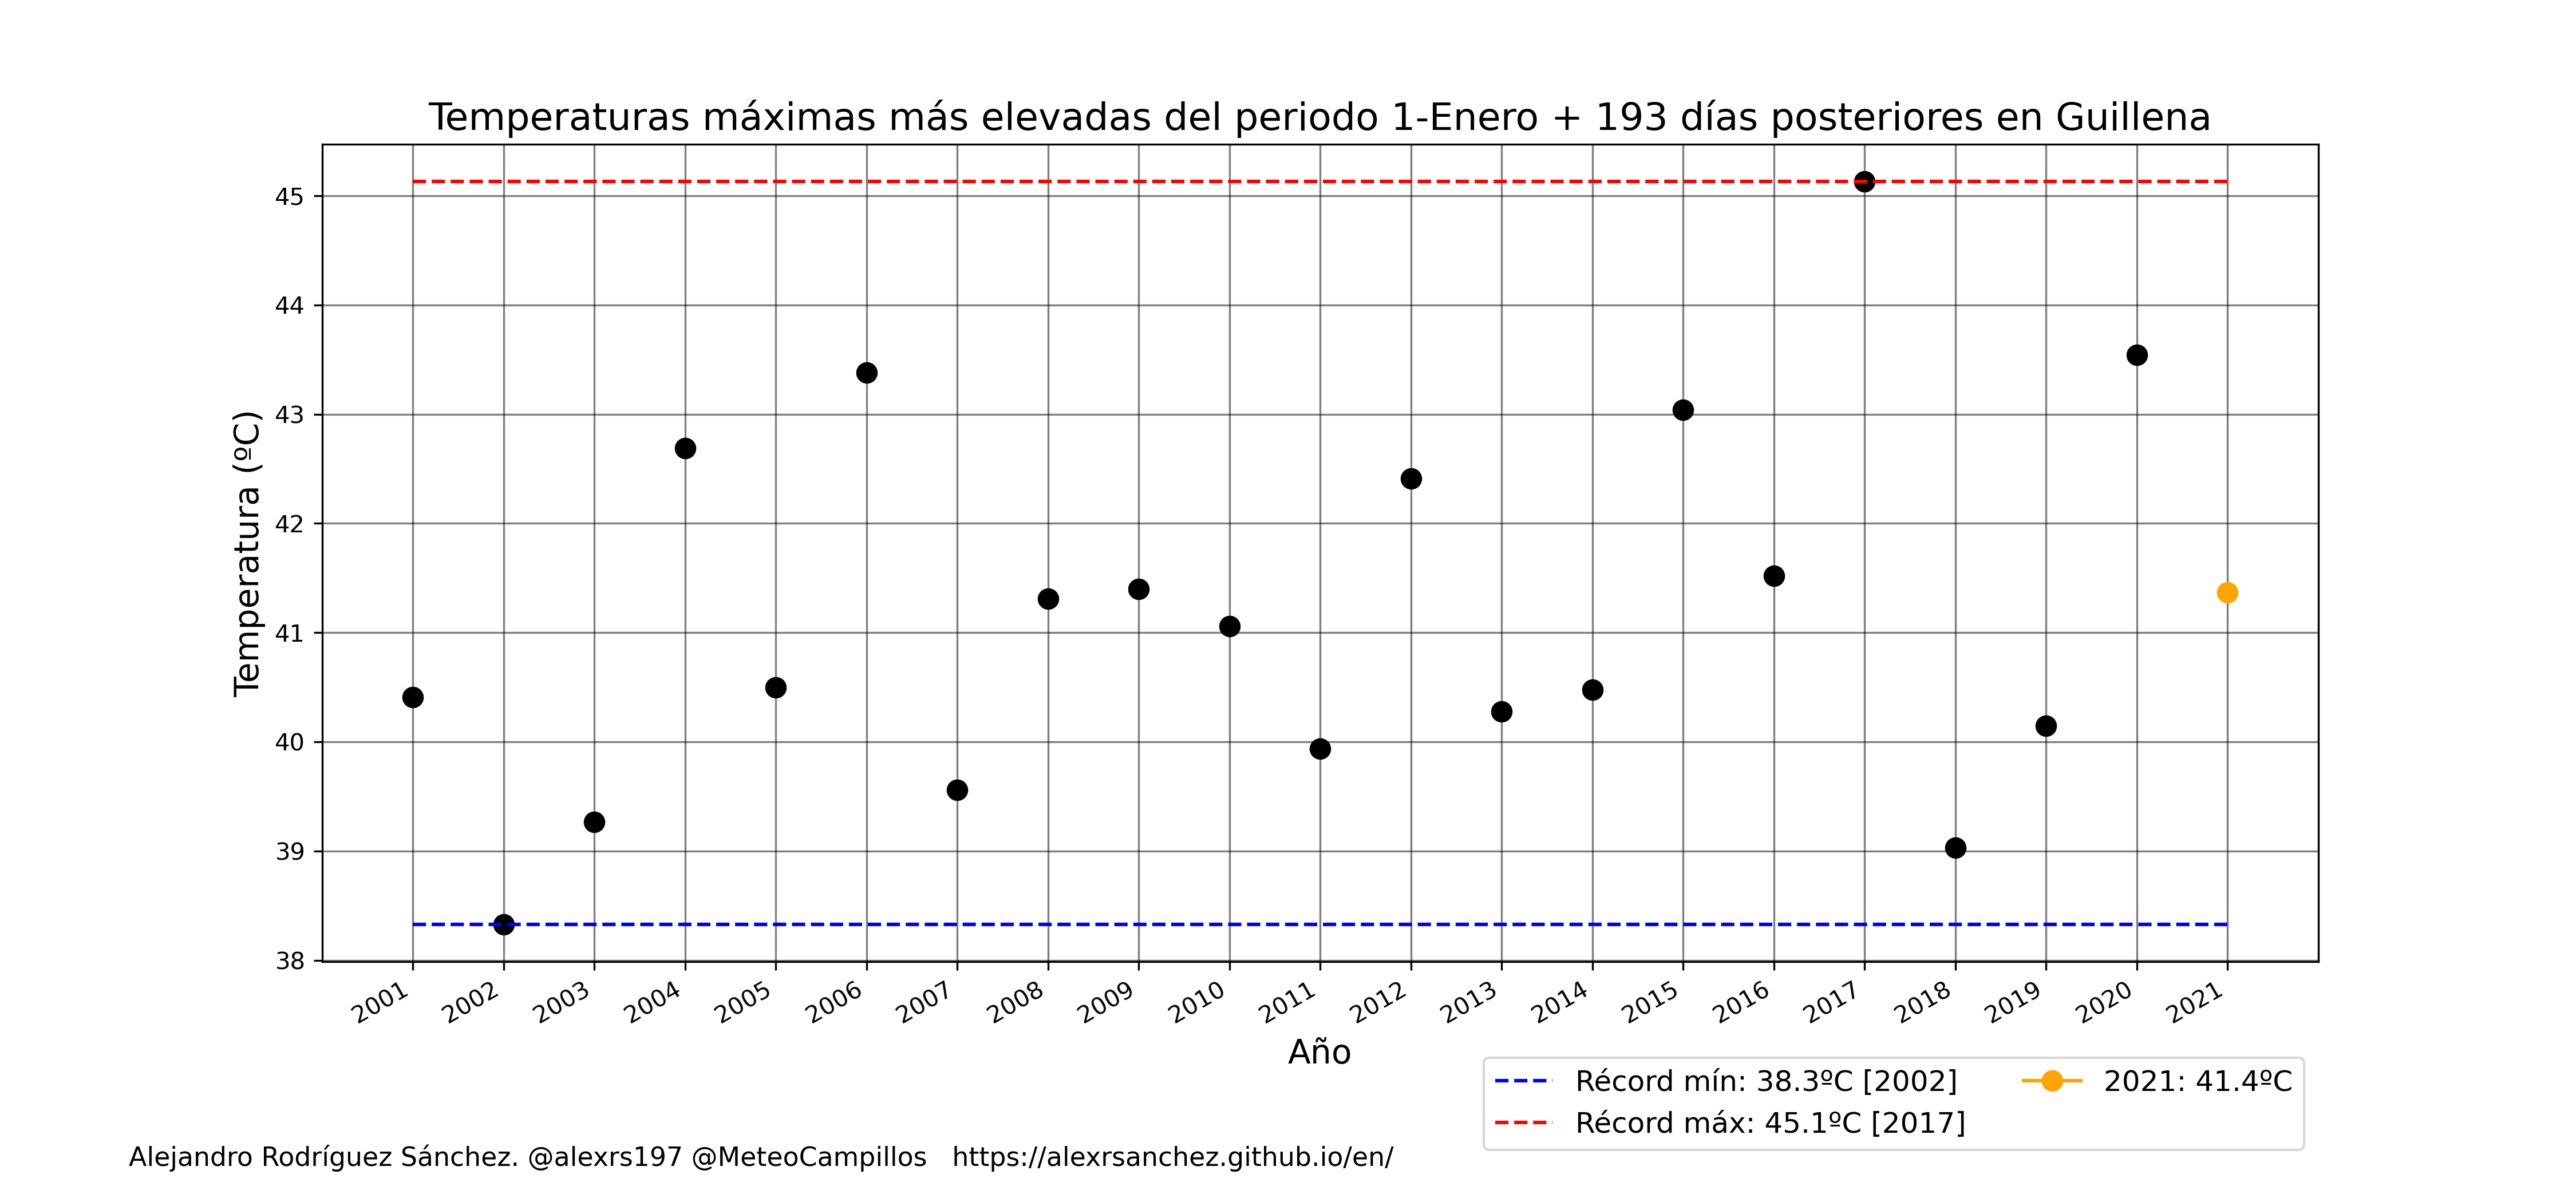 Temperaturas máximas más elevadas del periodo 1-Enero + 193 días posteriores en Guillena
Temperatura (ºC)
45
44
43
42
41
40
39
38
2001 2002 2003 2004 2005 2006 2007 2008 2009 2010 2011 2012 2013 2014 2015 2016 2017 2018 2019 2020 2021
Año
Récord mín: 38.3ºC [2002] 2021: 41.4ºC
Récord máx: 45.1ºC [2017]
Alejandro Rodríguez Sánchez. @alexrs197 @MeteoCampillos https://alexrsanchez.github.io/en/